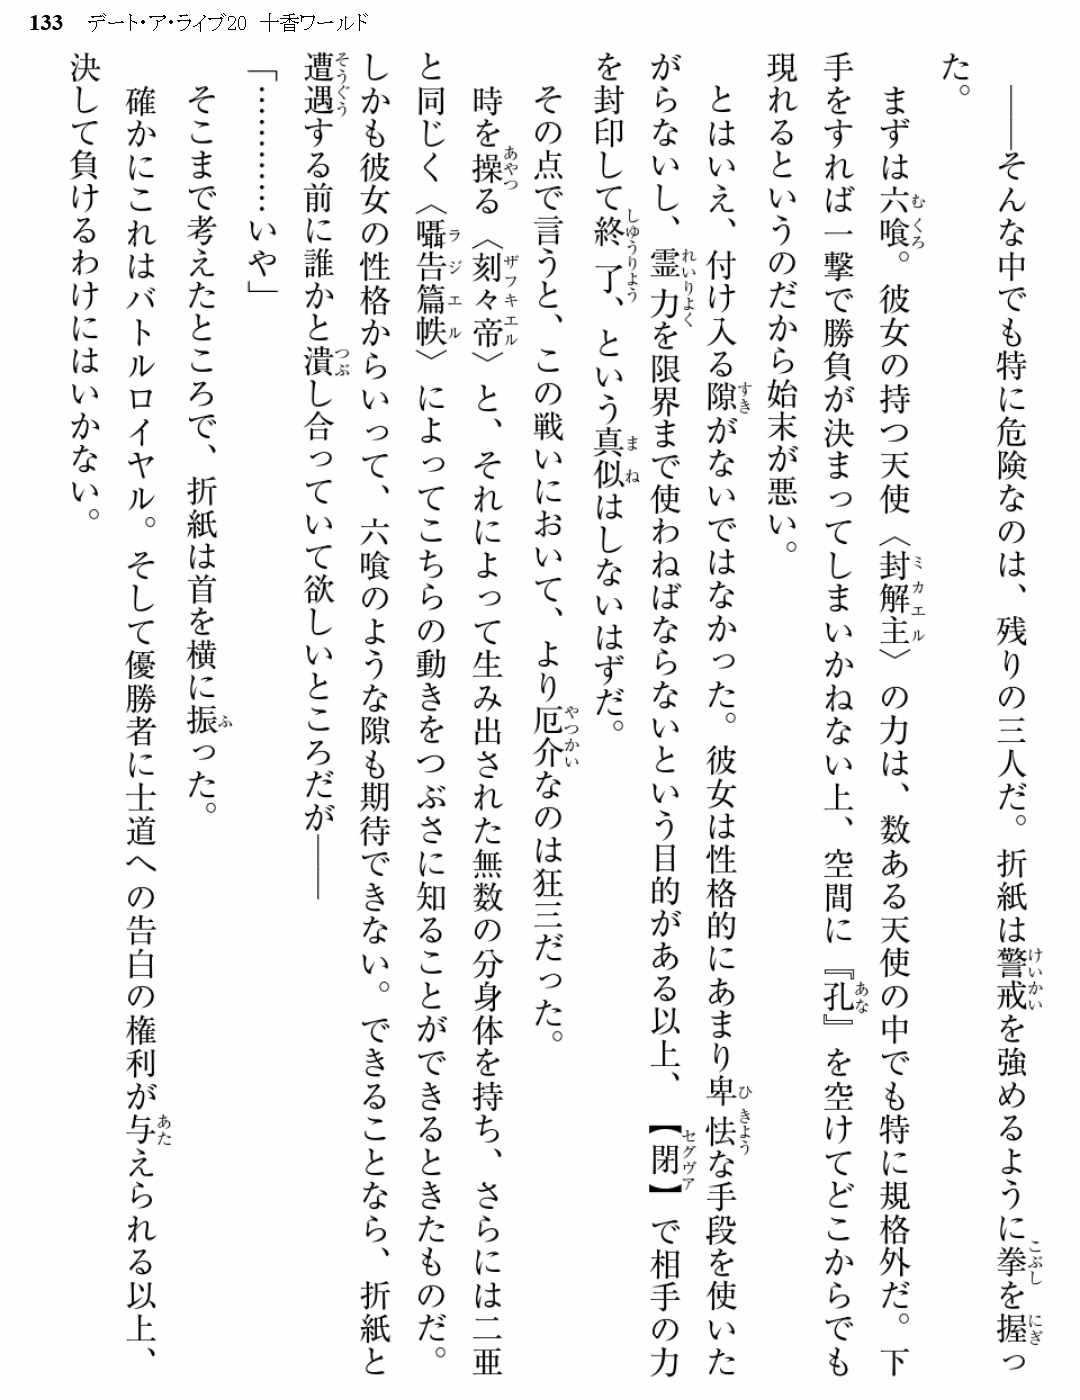 133 デート・ア・ライブ20 十香ワールド
――そんな中でも特に危険なのは、残りの三人だ。折紙は警戒を強めるように拳を握っ
た。
まずは六喰。彼女の持つ天使〈封解主〉の力は、数ある天使の中でも特に規格外だ。下
手をすれば一撃で勝負が決まってしまいかねない上、空間に『孔』を空けてどこからでも
現れるというのだから始末が悪い。
とはいえ、付け入る隙がないではなかった。彼女は性格的にあまり卑怯な手段を使いた
がらないし、霊力を限界まで使わねばならないという目的がある以上、【閉】で相手の力
を封印して終了、という真似はしないはずだ。
その点で言うと、この戦いにおいて、より厄介なのは狂三だった。
時を操る〈刻々帝〉と、それによって生み出された無数の分身体を持ち、さらには二亜
と同じく〈囁告篇帙〉によってこちらの動きをつぶさに知ることができるときたものだ。
しかも彼女の性格からいって、六喰のような隙も期待できない。できることなら、折紙と
遭遇する前に誰かと潰し合っていて欲しいところだが――
「…………いや」
そこまで考えたところで、折紙は首を横に振った。
確かにこれはバトルロイヤル。そして優勝者に士道への告白の権利が与えられる以上、
決して負けるわけにはいかない。